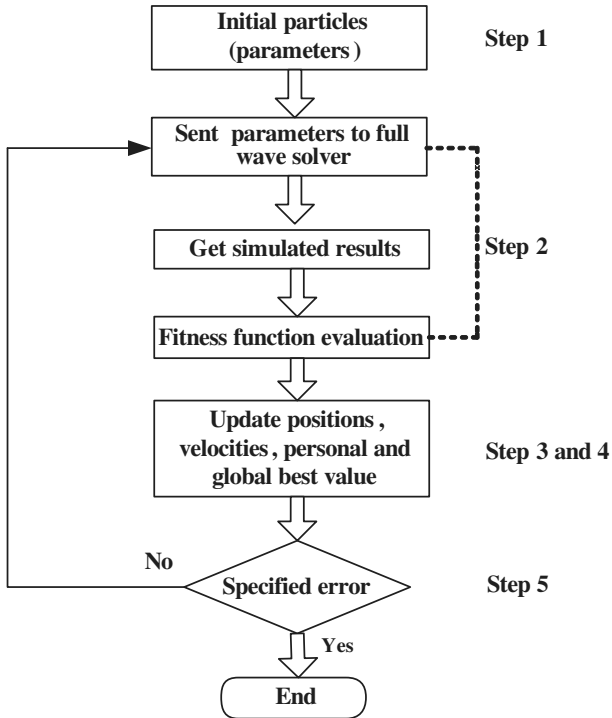 Initial particles
(parameters )
Step 1
Sent parameters to full
wave solver
Get simulated results
Step 2
Fitness function evaluation
Update positions ,
velocities , personal and
global best value
Step 3 and 4
No
Specified error
Step 5
Yes
End